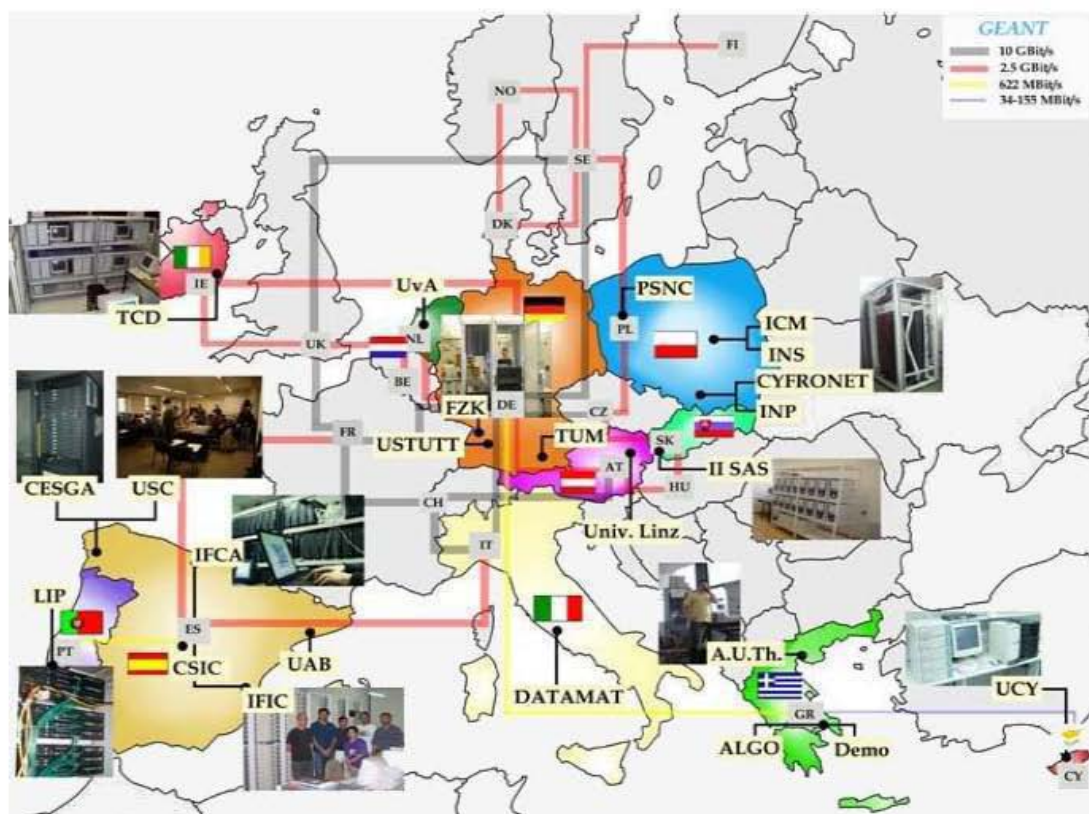 GEANT
10 GBit/s
2.5 GBit/s
622 MBit/s
34-155 MBit/s
FI
NO
SE
DK
IE
TCD
UvA
PSNC
PL
ICM
INS
UK
NL
BE
CYFRONET
INP
FZK
DE
CZ
FR
USTUTT
TUM
SK
II SAS
AT
HU
CESGA
USC
CH
Univ. Linz
IFCA
IT
LIP
ES
PT
CSIC
UAB
IFIC
DATAMAT
A.U.Th.
UCY
GR
ALGO
Demo
CY